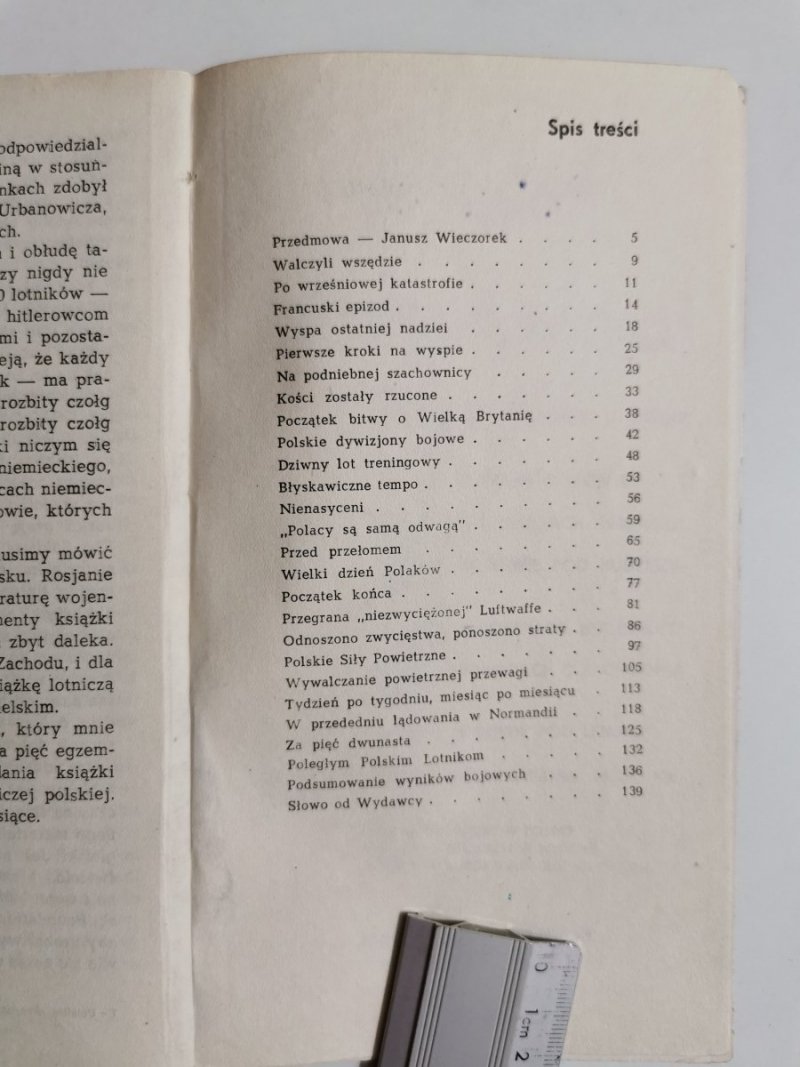 odpowiedzial-
iną w stosun-
nkach zdobył
Urbanowicza,
ch.
i obłudę ta-
zy nigdy nie
0 lotników —
hitlerowcom
mi i pozosta-
eją, że każdy
k — ma pra-
rozbity czołg
rozbity czołg
ki niczym się
niemieckiego,
cach niemiec-
owie, których
usimy mówić
sku. Rosjanie
raturę wojen-
menty książki
zbyt daleka.
Zachodu, i dla
iążkę lotniczą
ielskim.
, który mnie
a pięć egzem-
dania książki
iczej polskiej.
siące.
Spis treści
Przedmowa — Janusz Wieczorek . . . . 5
Walczyli wszędzie . . . . . . . 9
Po wrześniowej katastrofie . . . . . . 11
Francuski epizod . . . . . . . . . 14
Wyspa ostatniej nadziei . . . . . . 18
Pierwsze kroki na wyspie . . . . . . 25
Na podniebnej szachownicy . . . . . 29
Kości zostały rzucone . . . . . . 33
Początek bitwy o Wielką Brytanię . . . 38
Polskie dywizjony bojowe . . . . . . 42
Dziwny lot treningowy . . . . . . . 48
Błyskawiczne tempo . . . . . . . . 53
Nienasyceni . . . . . . . . . . 56
„Polacy są samą odwagą” . . . . . . 59
Przed przełomem . . . . . . . . 65
Wielki dzień Polaków . . . . . . . 70
Początek końca . . . . . . . . . 77
Przegrana „niezwyciężonej” Luftwaffe . . . 81
Odnoszono zwycięstwa, ponoszono straty . . 86
Polskie Siły Powietrzne . . . . . . . 97
Wywalczanie powietrznej przewagi . . . 105
Tydzień po tygodniu, miesiąc po miesiącu . 113
W przededniu lądowania w Normandii . . 118
Za pięć dwunasta . . . . . . . . 125
Poległym Polskim Lotnikom . . . . . 132
Podsumowanie wyników bojowych . . . 136
Słowo od Wydawcy . . . . . . . . 139
0
1 cm
2